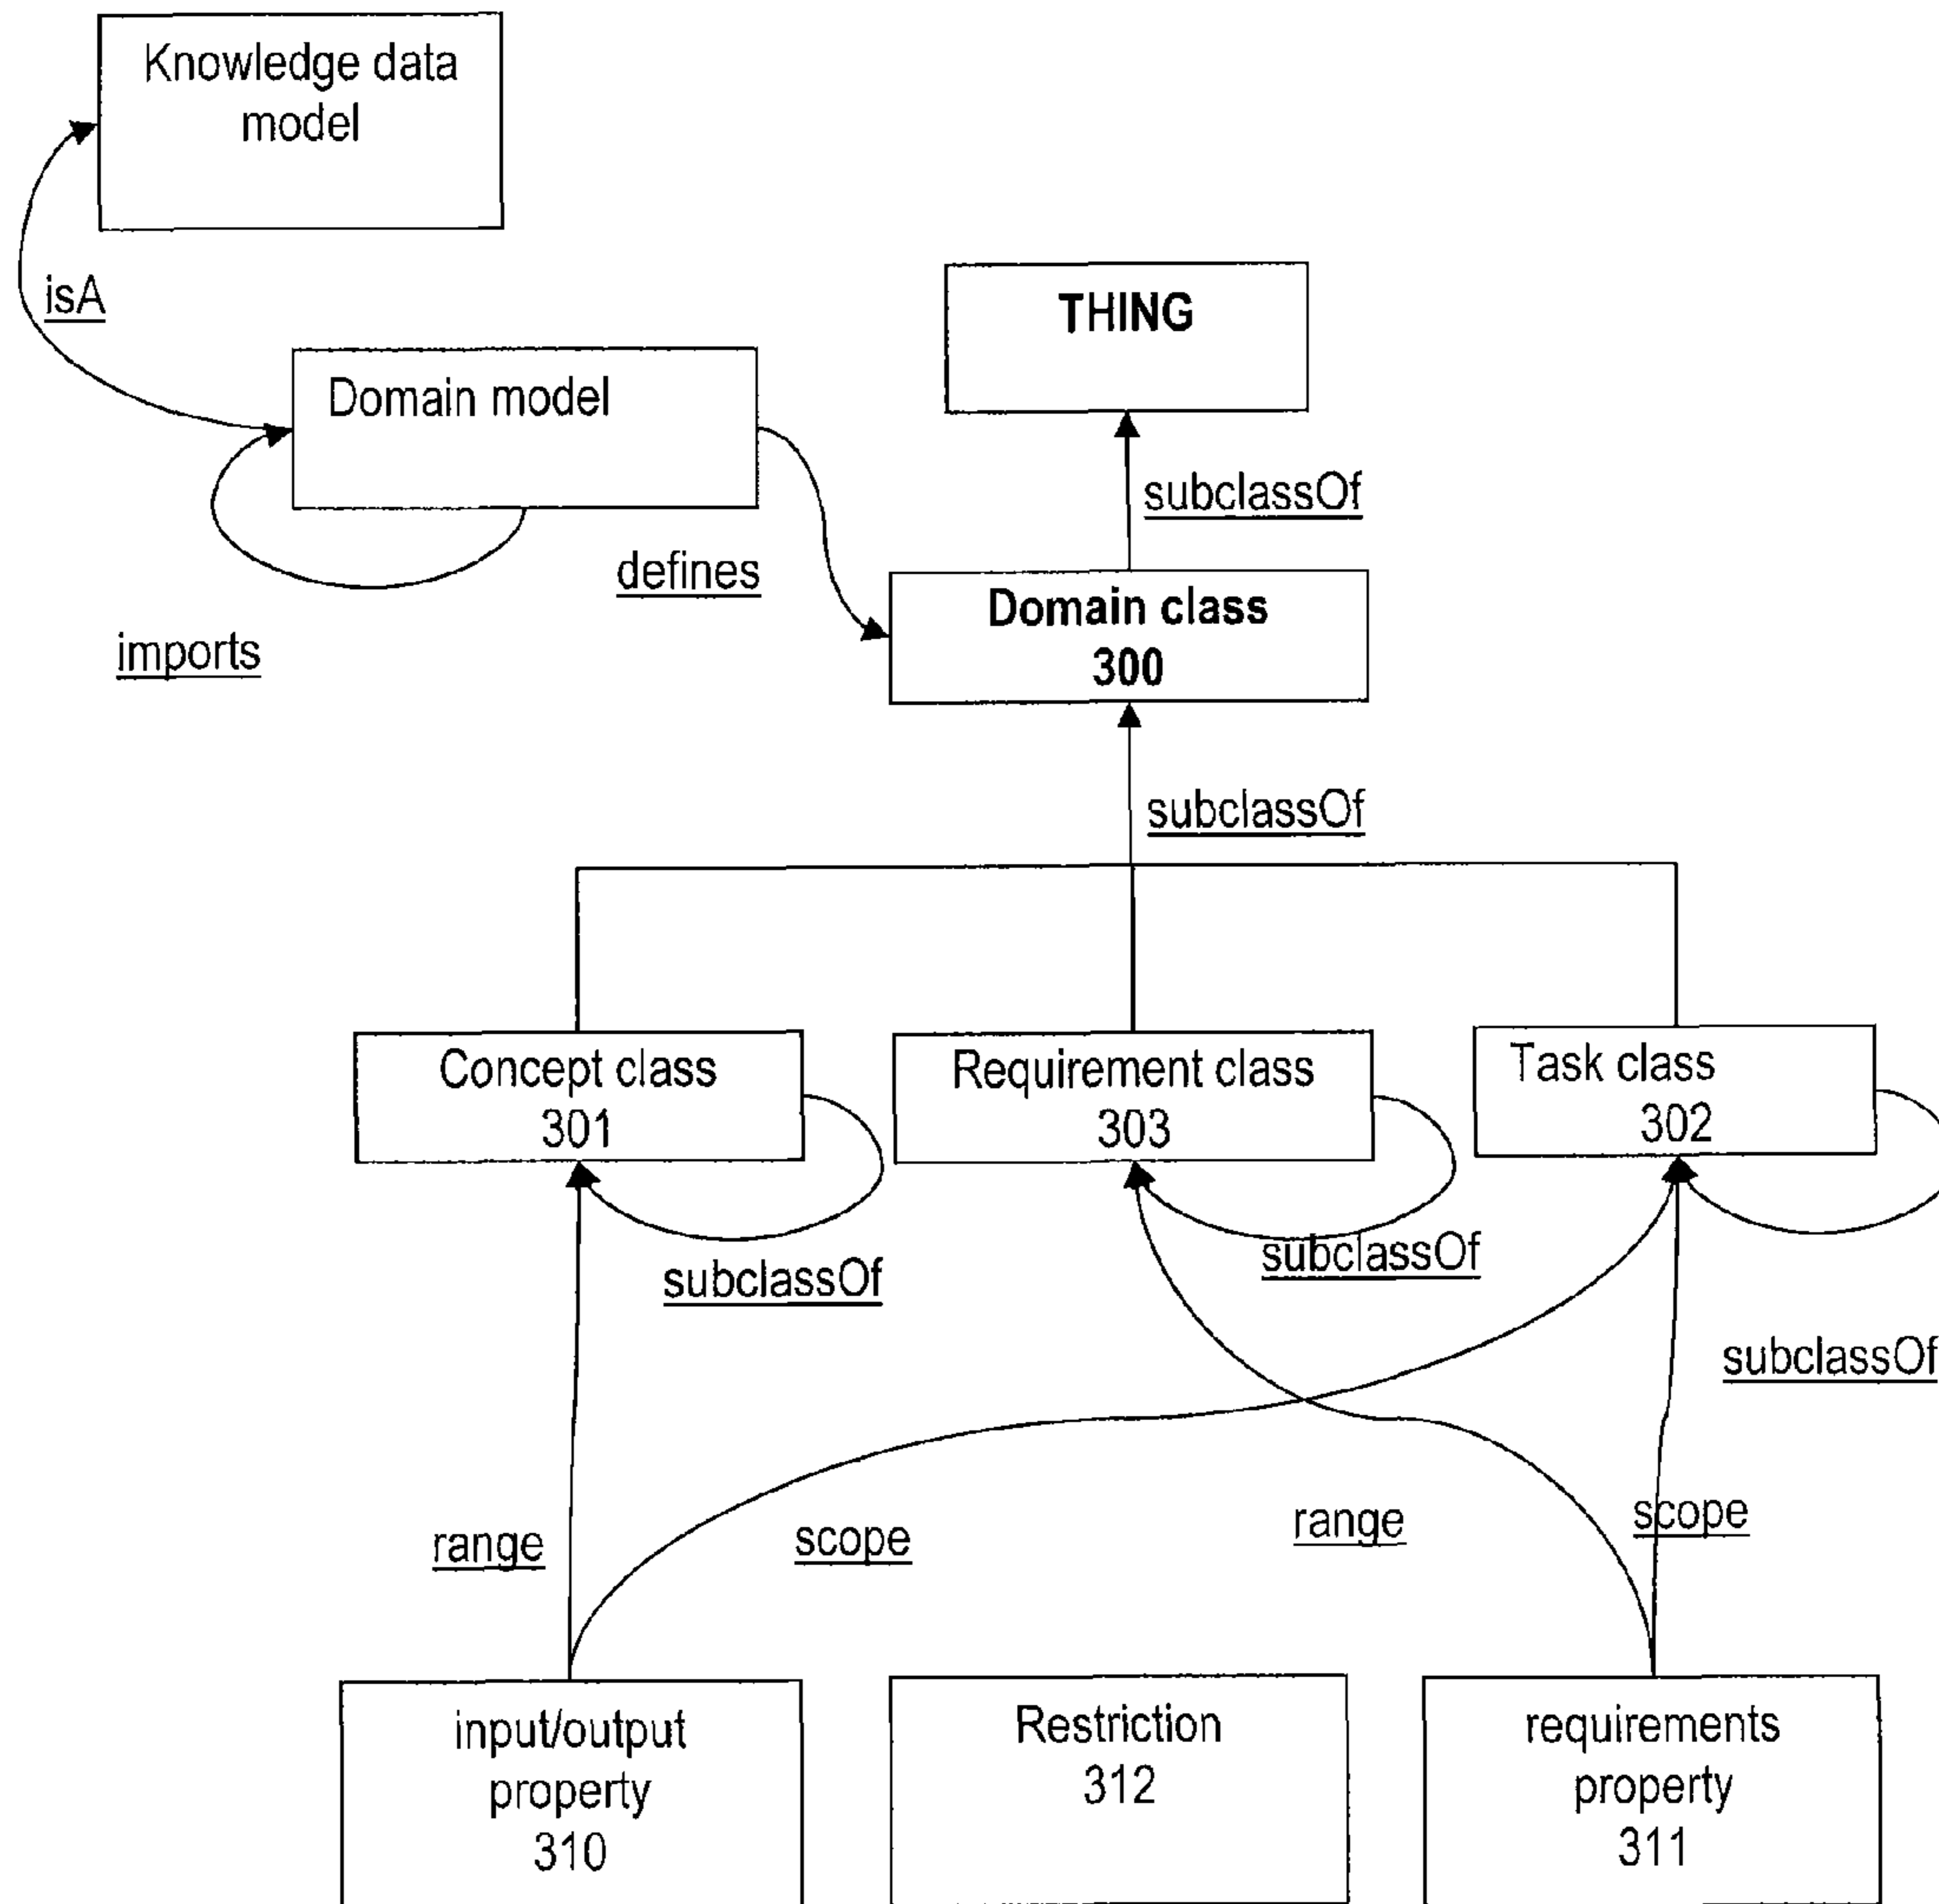 Knowledge data
model
isA
THING
Domain model
subclassOf
defines
imports
Domain class
300
subclassOf
Concept class
301
Requirement class
303
Task class
302
subclassOf
subclassOf
subclassOf
range
scope
range
scope
input/output
property
310
Restriction
312
requirements
property
311